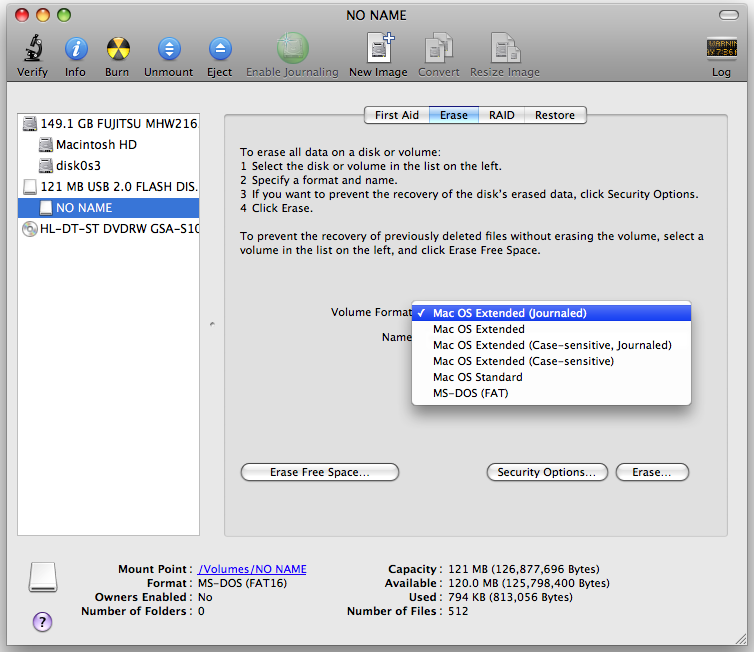 NO NAME
Verify
Info
Burn
Unmount
Eject
Enable Journaling
New Image
Convert
Resize Image
Log
149.1 GB FUJITSU MHW216
Macintosh HD
disk0s3
121 MB USB 2.0 FLASH DIS.
NO NAME
HL-DT-ST DVDRW GSA-S10
First Aid
Erase
RAID
Restore
To erase all data on a disk or volume:
1 Select the disk or volume in the list on the left.
2 Specify a format and name.
3 If you want to prevent the recovery of the disk's erased data, click Security Options.
4 Click Erase.
To prevent the recovery of previously deleted files without erasing the volume, select a
volume in the list on the left, and click Erase Free Space.
Volume Format
✓ Mac OS Extended (Journaled)
Mac OS Extended
Mac OS Extended (Case-sensitive, Journaled)
Mac OS Extended (Case-sensitive)
Mac OS Standard
MS-DOS (FAT)
Name
Erase Free Space...
Security Options...
Erase...
Mount Point : /Volumes/NO NAME
Format : MS-DOS (FAT16)
Owners Enabled : No
Number of Folders : 0
Capacity : 121 MB (126,877,696 Bytes)
Available : 120.0 MB (125,798,400 Bytes)
Used : 794 KB (813,056 Bytes)
Number of Files : 512
?